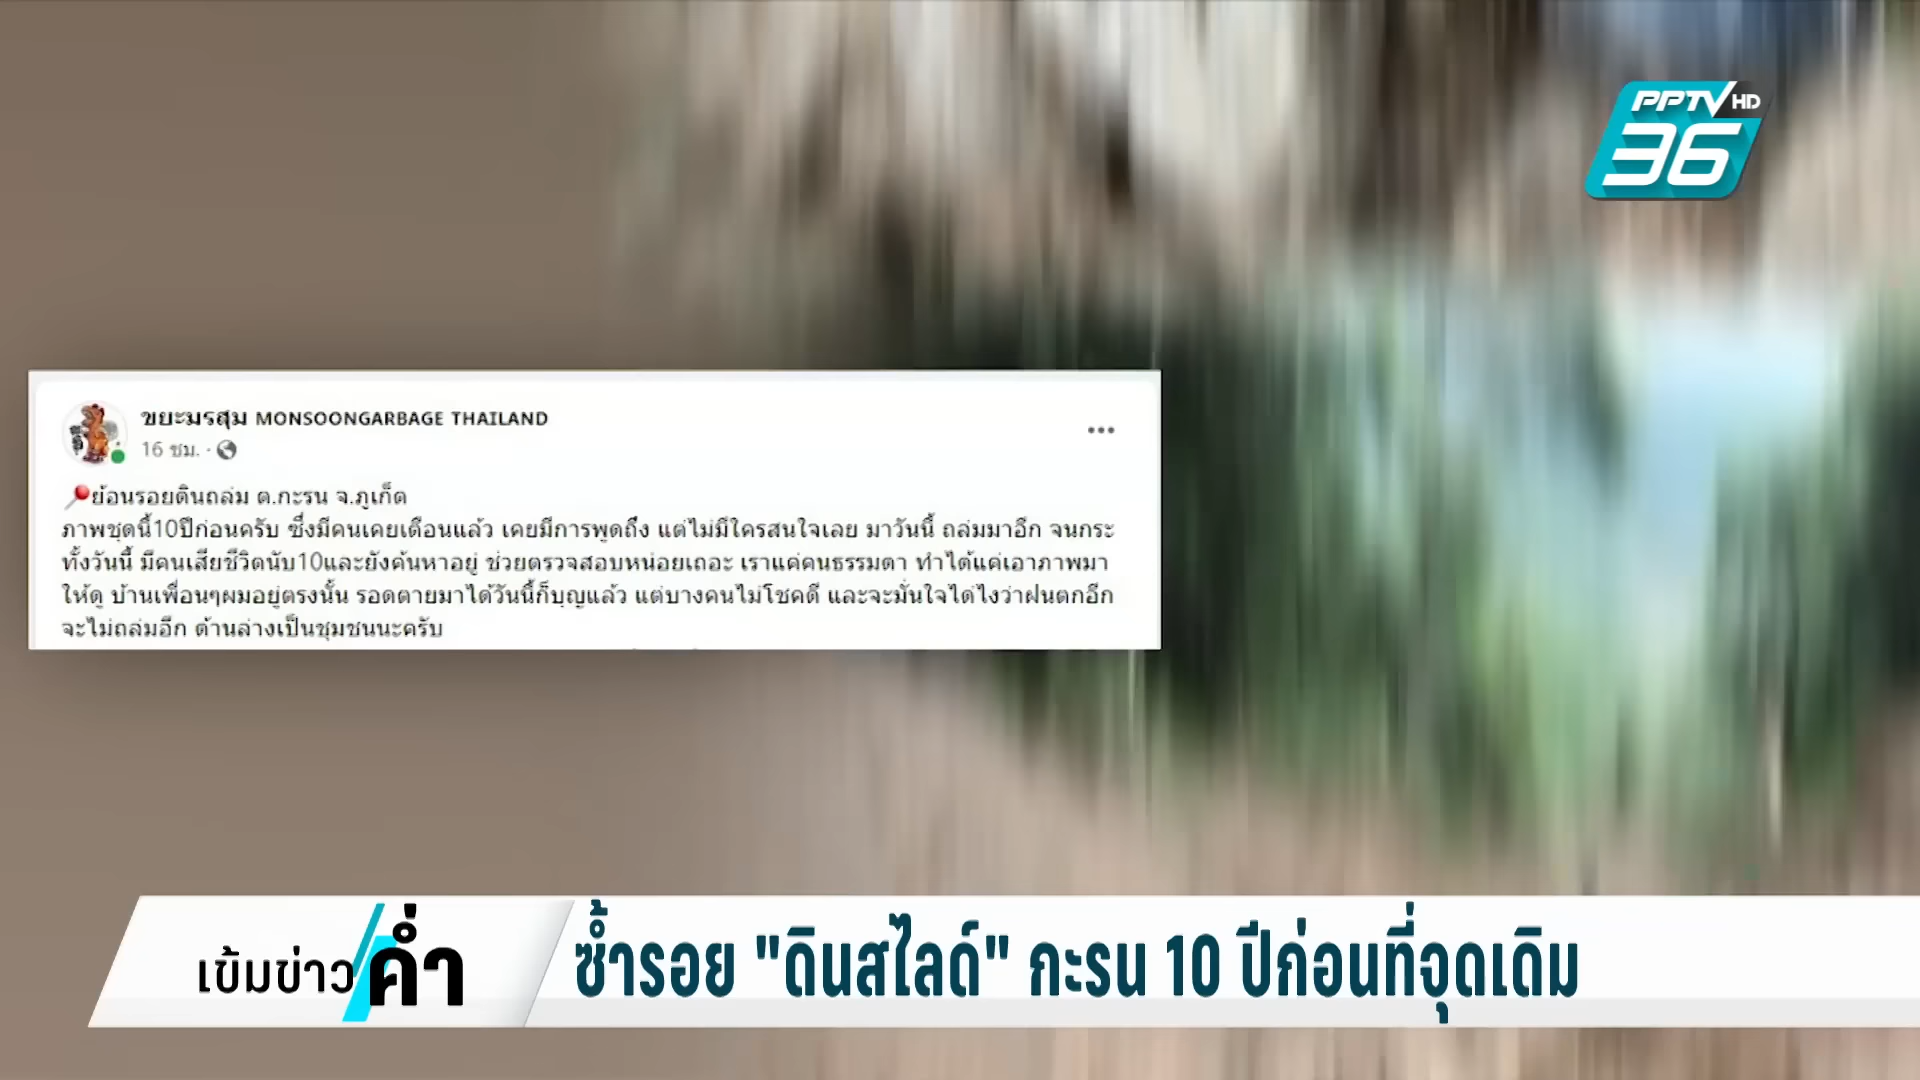 PPTV HD
36
ขยะมรสุม MONSOONGARBAGE THAILAND
16 ชม.
📍ย้อนรอยดินถล่ม ต.กะรน จ.ภูเก็ต
ภาพชุดนี้10ปีก่อนครับ ซึ่งมีคนเคยเตือนแล้ว เคยมีการพูดถึง แต่ไม่มีใครสนใจเลย มาวันนี้ ถล่มมาอีก จนกระ
ทั้งวันนี้ มีคนเสียชีวิตนับ10และยังค้นหาอยู่ ช่วยตรวจสอบหน่อยเถอะ เราแค่คนธรรมดา ทำได้แค่เอาภาพมา
ให้ดู บ้านเพื่อนๆผมอยู่ตรงนั้น รอดตายมาได้วันนี้ก็บุญแล้ว แต่บางคนไม่โชคดี และจะมั่นใจได้ไงว่าฝนตกอีก
จะไม่ถล่มอีก ด้านล่างเป็นชุมชนนะครับ
เข้มข่าวค่ำ
ซ้ำรอย "ดินสไลด์" กะรน 10 ปีก่อนที่จุดเดิม